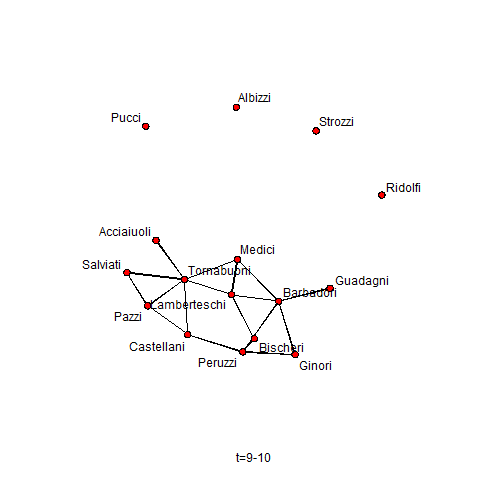 Albizzi
Pucci
Strozzi
Ridolfi
Acciaiuoli
Medici
Salviati
Tornabuoni
Guadagni
Barbadori
Lamberteschi
Pazzi
Castellani
Bischeri
Peruzzi
Ginori
t=9-10